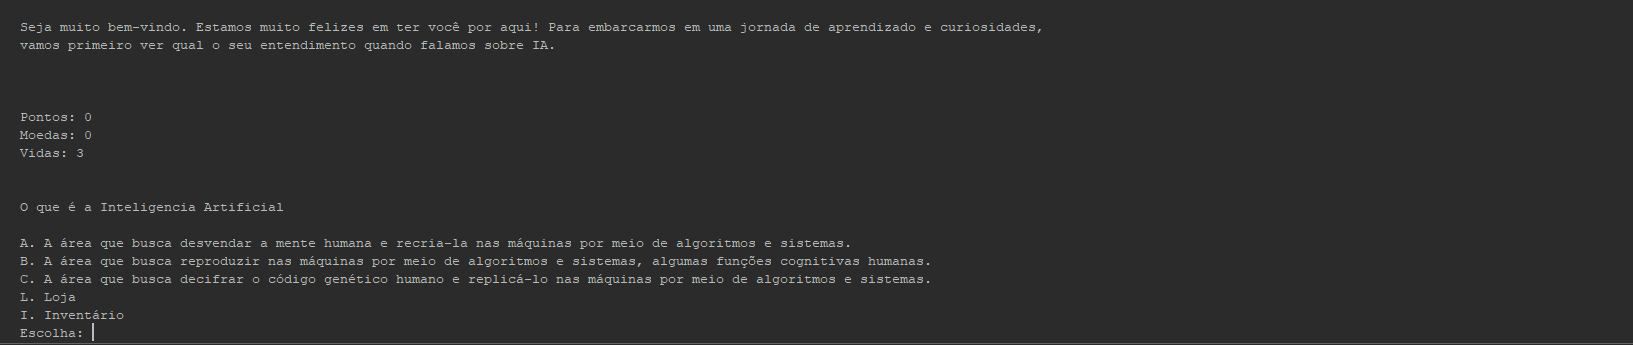 Seja muito bem-vindo. Estamos muito felizes em ter você por aqui! Para embarcarmos em uma jornada de aprendizado e curiosidades,
vamos primeiro ver qual o seu entendimento quando falamos sobre IA.
Pontos: 0
Moedas: 0
Vidas: 3
O que é a Inteligencia Artificial
A. A área que busca desvendar a mente humana e recria-la nas máquinas por meio de algoritmos e sistemas.
B. A área que busca reproduzir nas máquinas por meio de algoritmos e sistemas, algumas funções cognitivas humanas.
C. A área que busca decifrar o código genético humano e replicá-lo nas máquinas por meio de algoritmos e sistemas.
L. Loja
I. Inventário
Escolha: